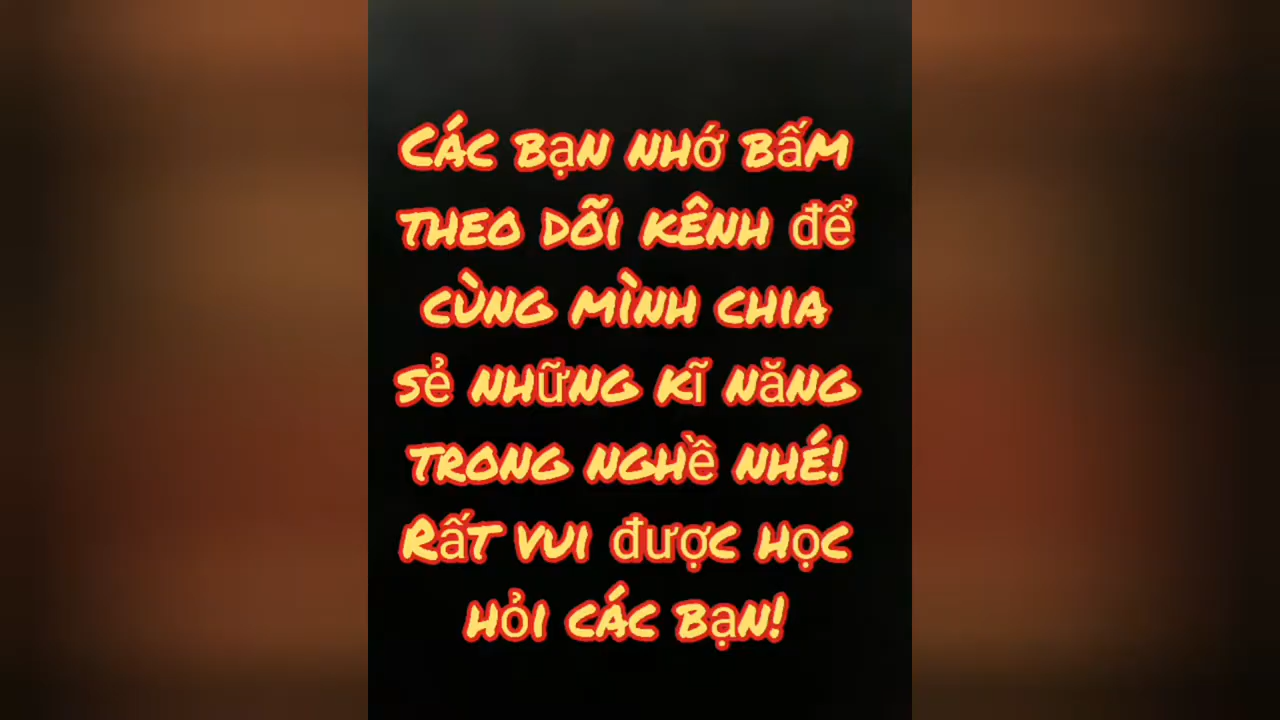 Các bạn nhớ bấm
theo dõi kênh để
cùng mình chia
sẻ những kĩ năng
trong nghề nhé!
Rất vui được học
hỏi các bạn!